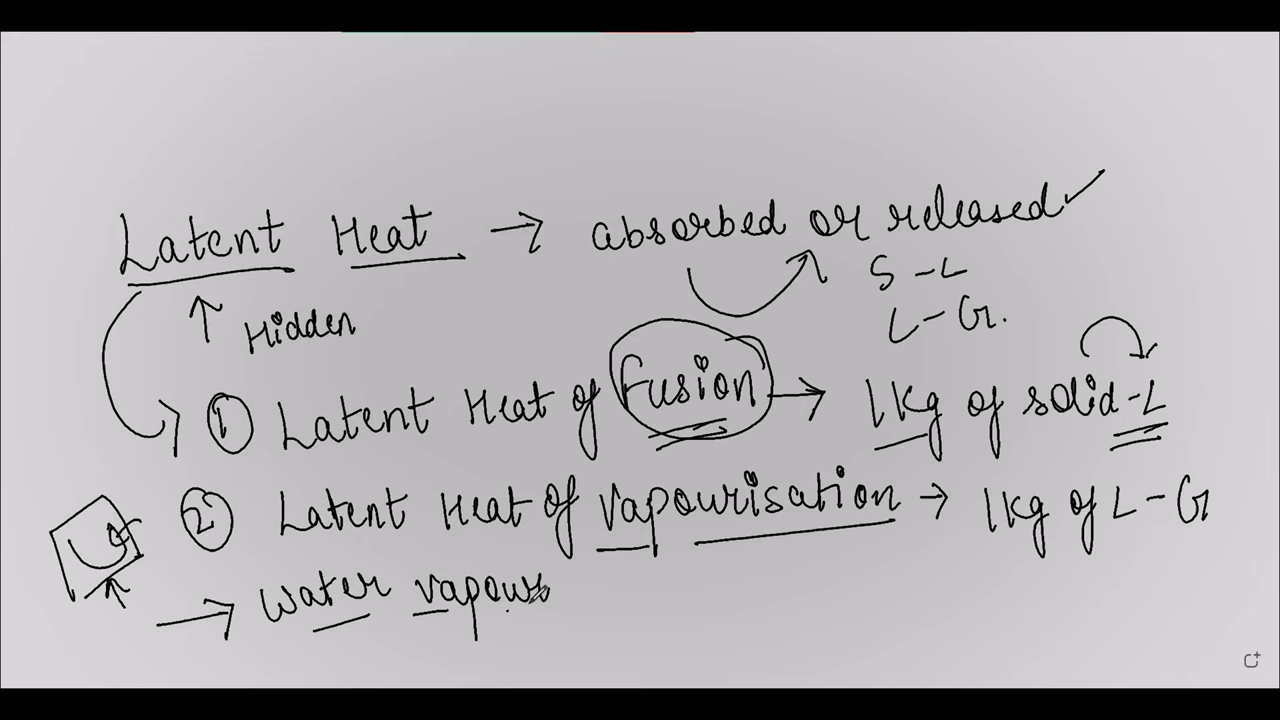 Latent Heat → absorbed or released ✓
Hidden
S - L
L - G.
① Latent Heat of Fusion → 1kg of solid - L
② Latent Heat of vapourisation → 1kg of L - G
→ water vapours